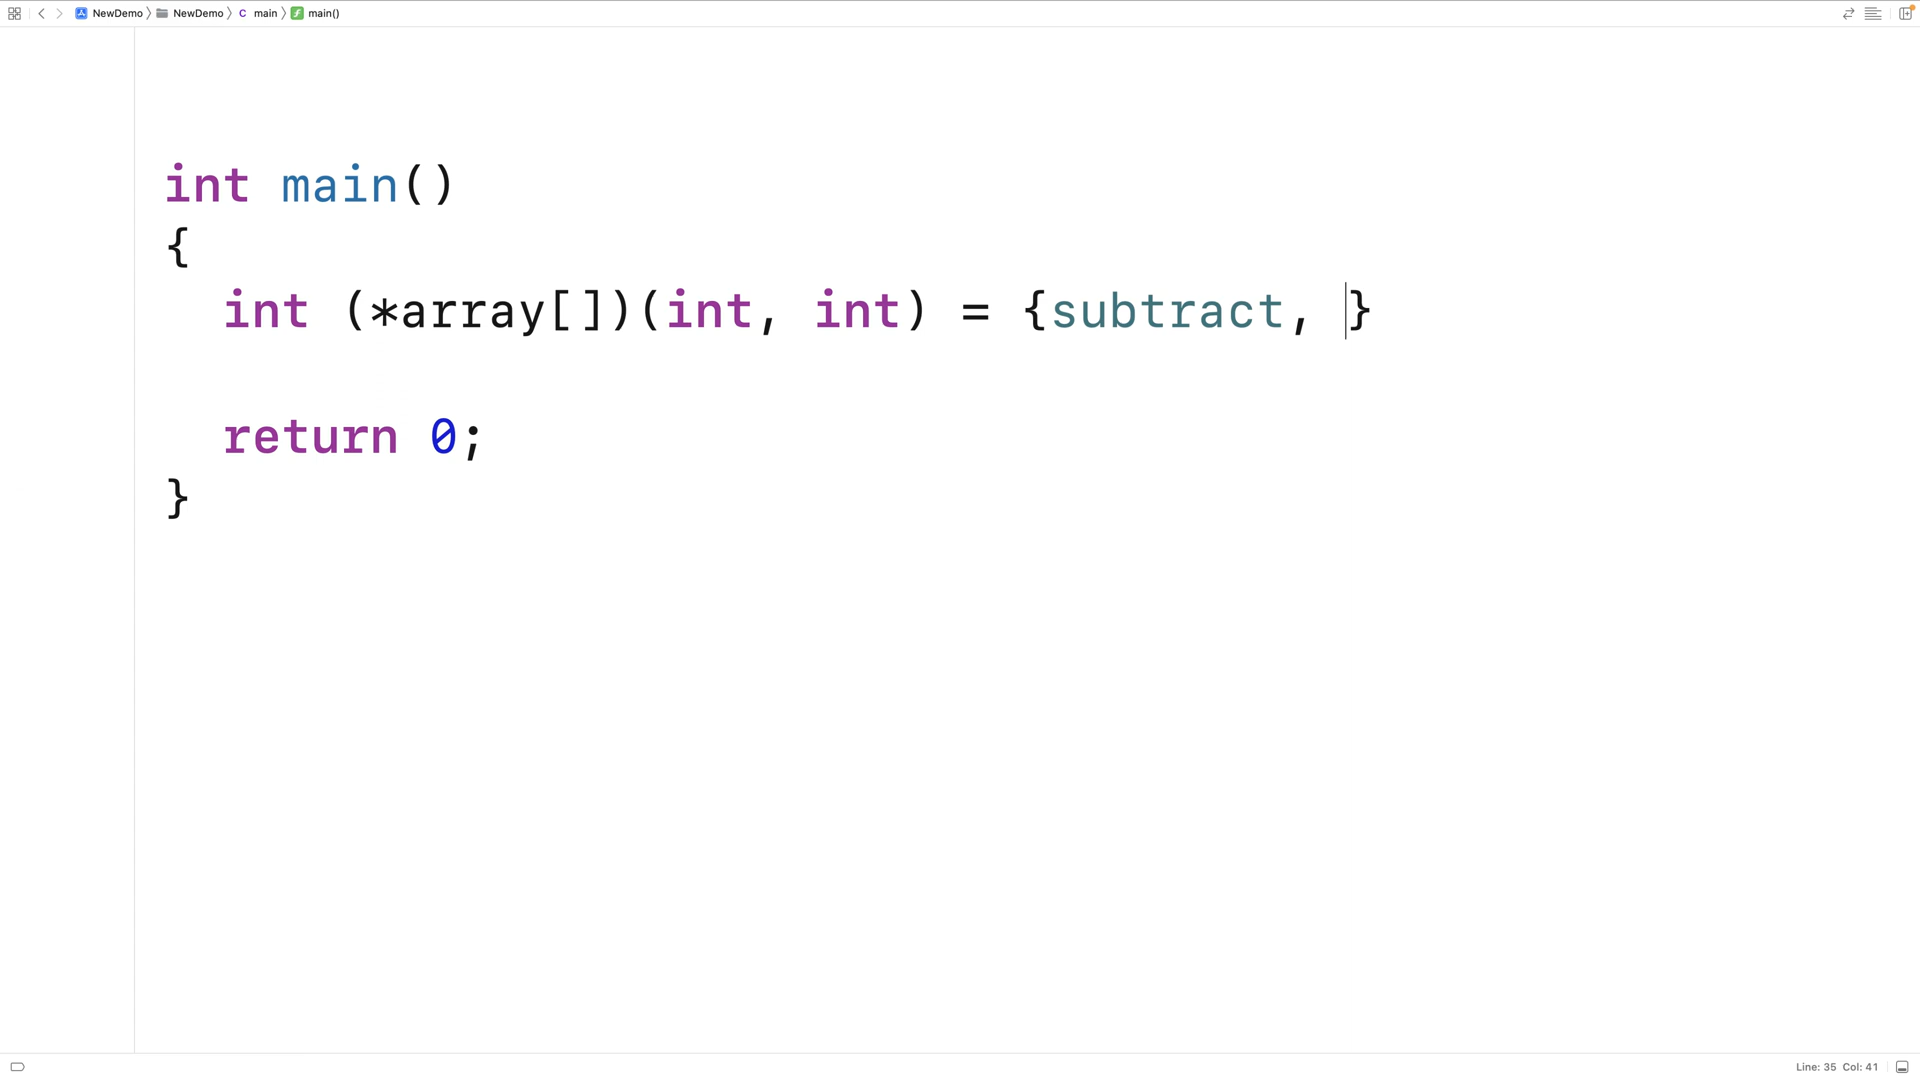 NewDemo NewDemo C main f main()
int main()
{
int (*array[])(int, int) = {subtract, }
return 0;
}
Line: 35 Col: 41